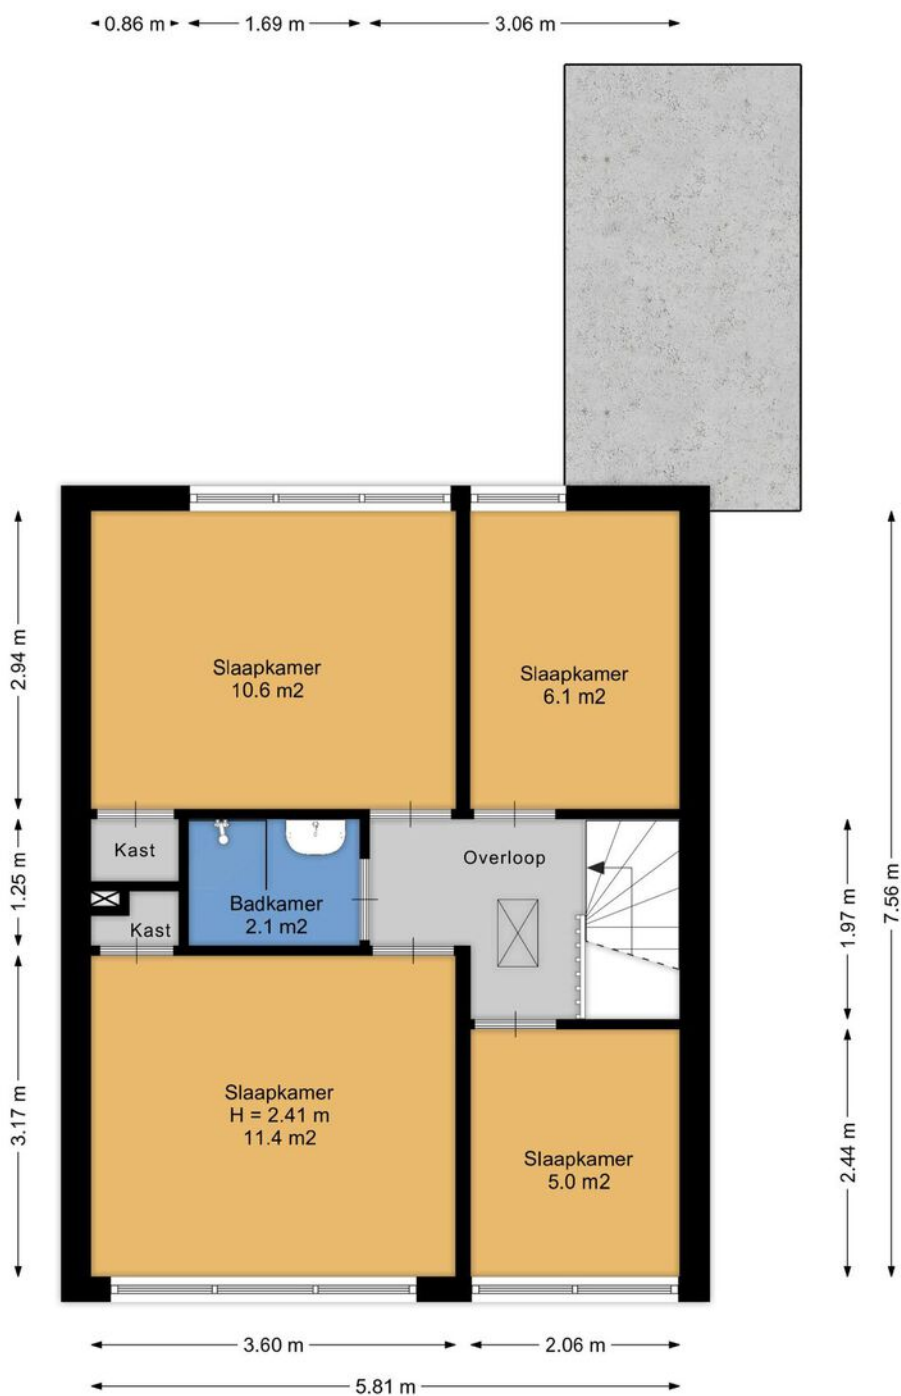 0.86 m
1.69 m
3.06 m
2.94 m
Slaapkamer
10.6 m2
Slaapkamer
6.1 m2
1.25 m
Kast
Kast
Badkamer
2.1 m2
Overloop
1.97 m
7.56 m
3.17 m
Slaapkamer
H = 2.41 m
11.4 m2
Slaapkamer
5.0 m2
2.44 m
3.60 m
2.06 m
5.81 m